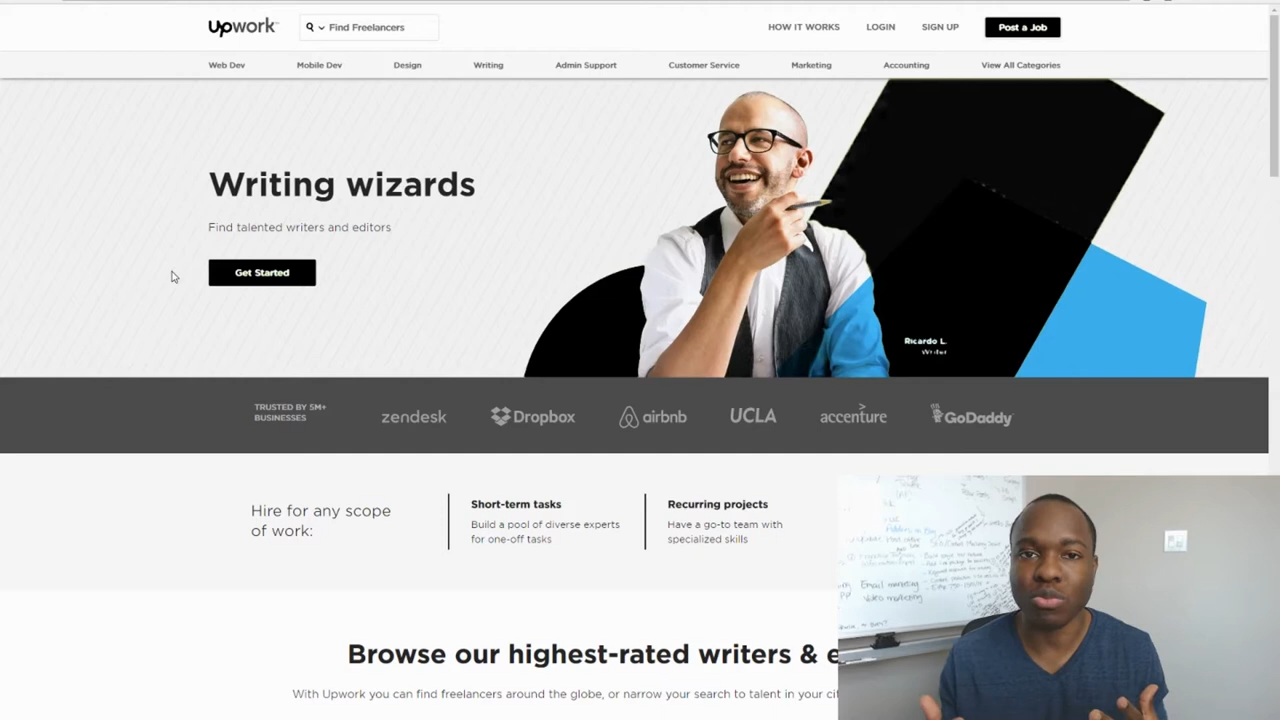 Upwork
Find Freelancers
HOW IT WORKS
LOGIN
SIGN UP
Post a Job
Web Dev
Mobile Dev
Design
Writing
Admin Support
Customer Service
Marketing
Accounting
View All Categories
Writing wizards
Find talented writers and editors
Get Started
Ricardo L.
Writer
TRUSTED BY 5M+
BUSINESSES
zendesk
Dropbox
airbnb
UCLA
accenture
GoDaddy
Hire for any scope
of work:
Short-term tasks
Build a pool of diverse experts
for one-off tasks
Recurring projects
Have a go-to team with
specialized skills
Email marketing
Video marketing
Browse our highest-rated writers &
With Upwork you can find freelancers around the globe, or narrow your search to talent in your